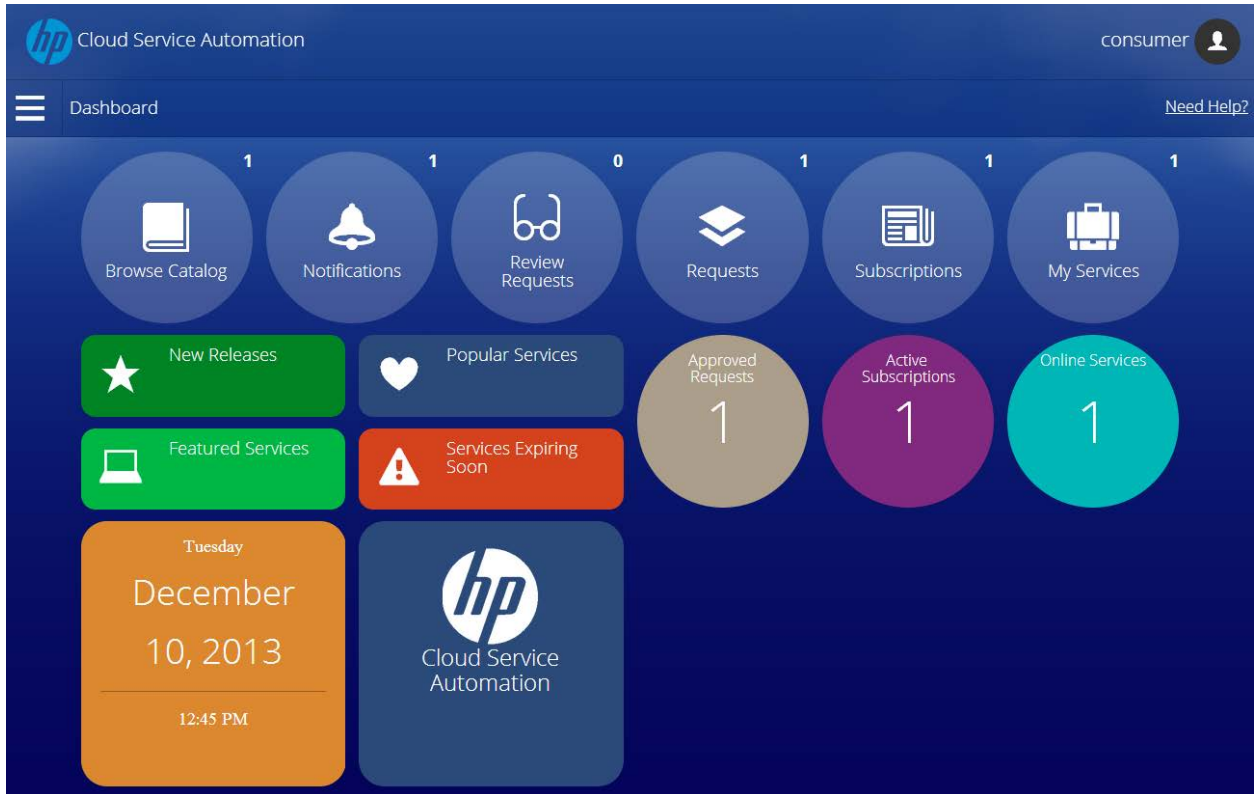 hp Cloud Service Automation
consumer
Dashboard
Need Help?
1
1
0
1
1
1
Browse Catalog
Notifications
Review
Requests
Requests
Subscriptions
My Services
New Releases
Popular Services
Approved
Requests
1
Active
Subscriptions
1
Online Services
1
Featured Services
Services Expiring
Soon
Tuesday
December
10, 2013
12:45 PM
hp
Cloud Service
Automation